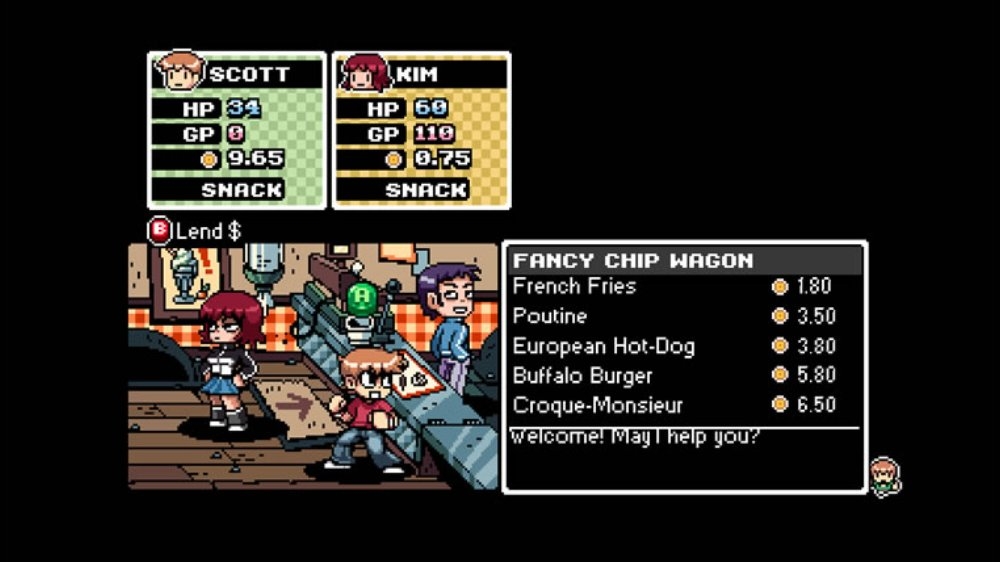 SCOTT
HP 34
GP 0
9.65
SNACK
KIM
HP 60
GP 110
0.75
SNACK
B Lend $
A
FANCY CHIP WAGON
French Fries 1.80
Poutine 3.50
European Hot-Dog 3.80
Buffalo Burger 5.80
Croque-Monsieur 6.50
Welcome! May I help you?